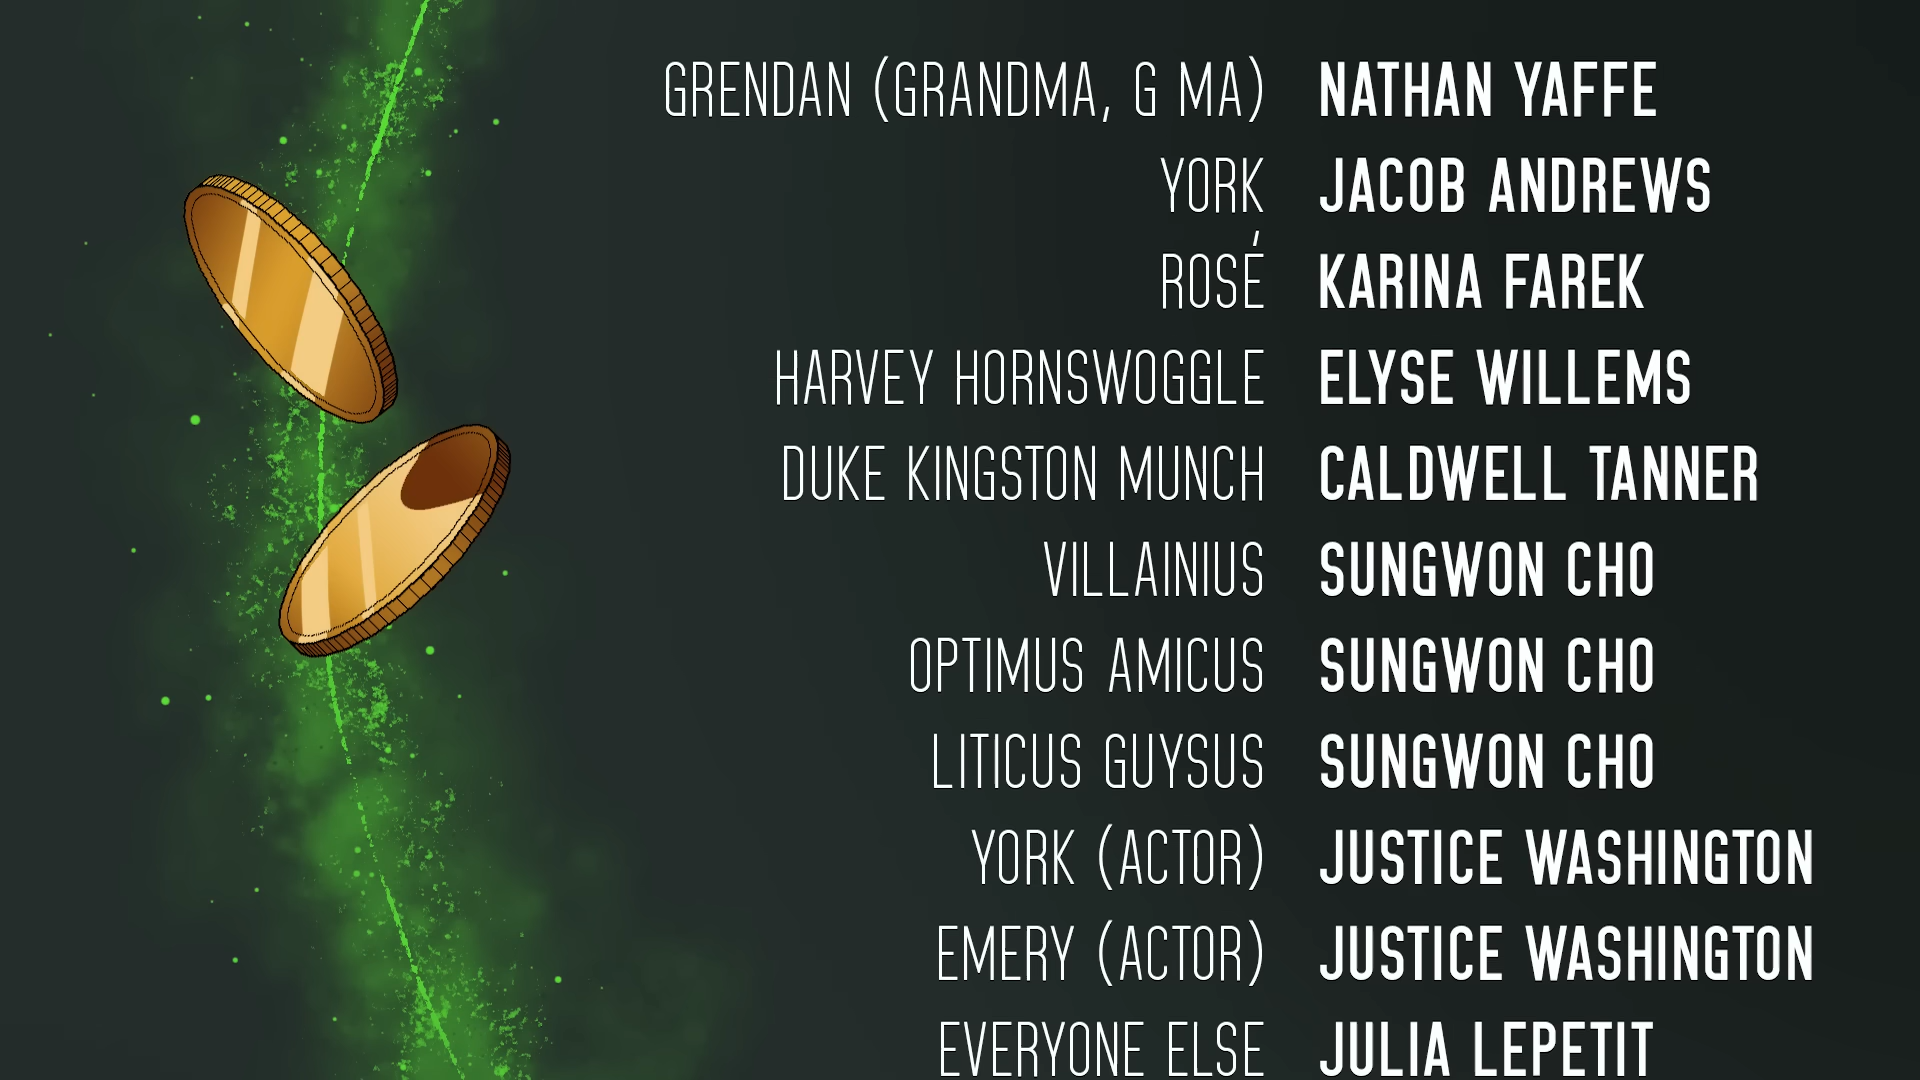 GRENDAN (GRANDMA, G MA) NATHAN YAFFE
YORK JACOB ANDREWS
ROSÉ KARINA FAREK
HARVEY HORNSWOGGLE ELYSE WILLEMS
DUKE KINGSTON MUNCH CALDWELL TANNER
VILLAINIUS SUNGWON CHO
OPTIMUS AMICUS SUNGWON CHO
LITICUS GUYSUS SUNGWON CHO
YORK (ACTOR) JUSTICE WASHINGTON
EMERY (ACTOR) JUSTICE WASHINGTON
EVERYONE ELSE JULIA LEPETIT